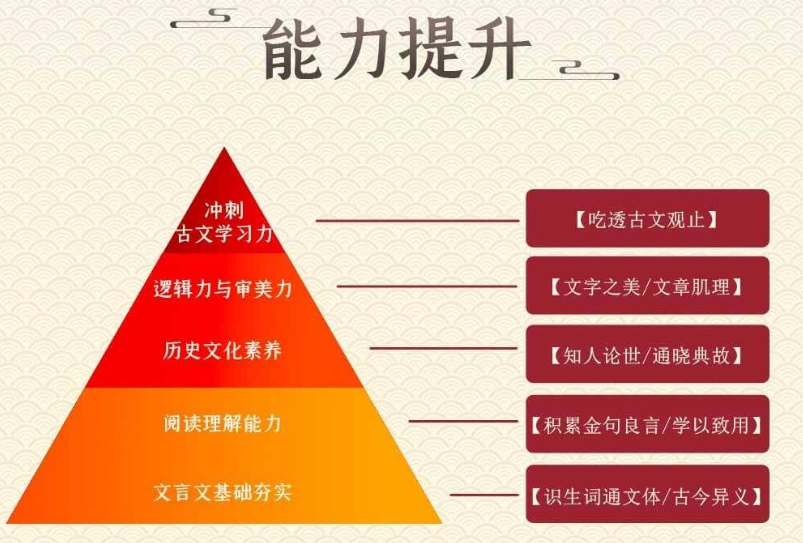 能力提升
冲刺
古文学习力
【吃透古文观止】
逻辑力与审美力
【文字之美/文章肌理】
历史文化素养
【知人论世/通晓典故】
阅读理解能力
【积累金句良言/学以致用】
文言文基础夯实
【识生词通文体/古今异义】